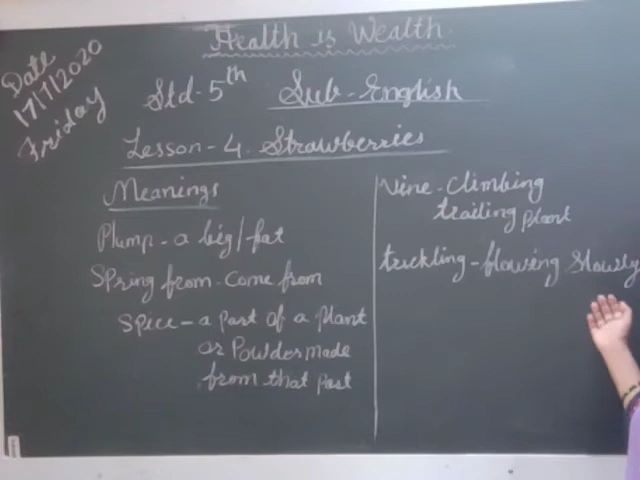 Health is Wealth.
Date
17/7/2020
Friday
Std-5th Sub-English
Lesson-4. Strawberries
Meanings
Plump-a big/fat
Spring from-come from
Spice-a part of a plant
or Powder made
from that part
Vine-climbing
trailing plant
trickling-flowing slowly